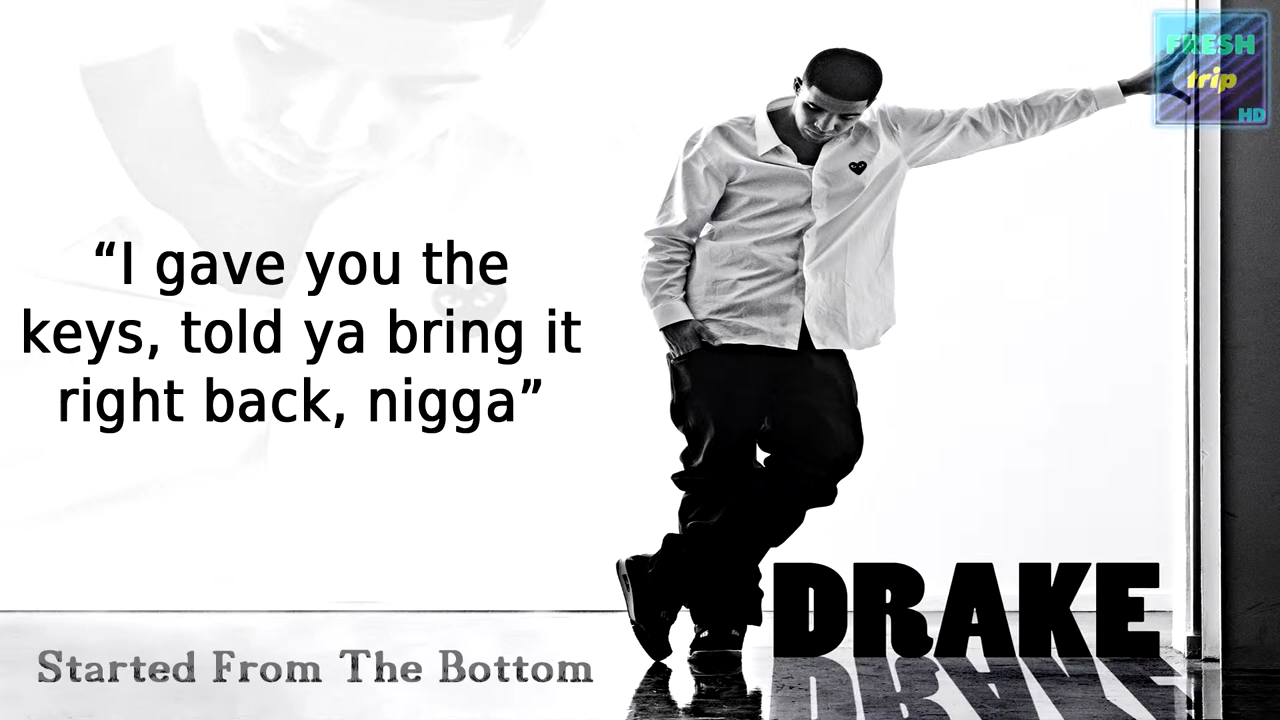 FRESH
trip
HD
“I gave you the
keys, told ya bring it
right back, nigga”
DRAKE
Started From The Bottom